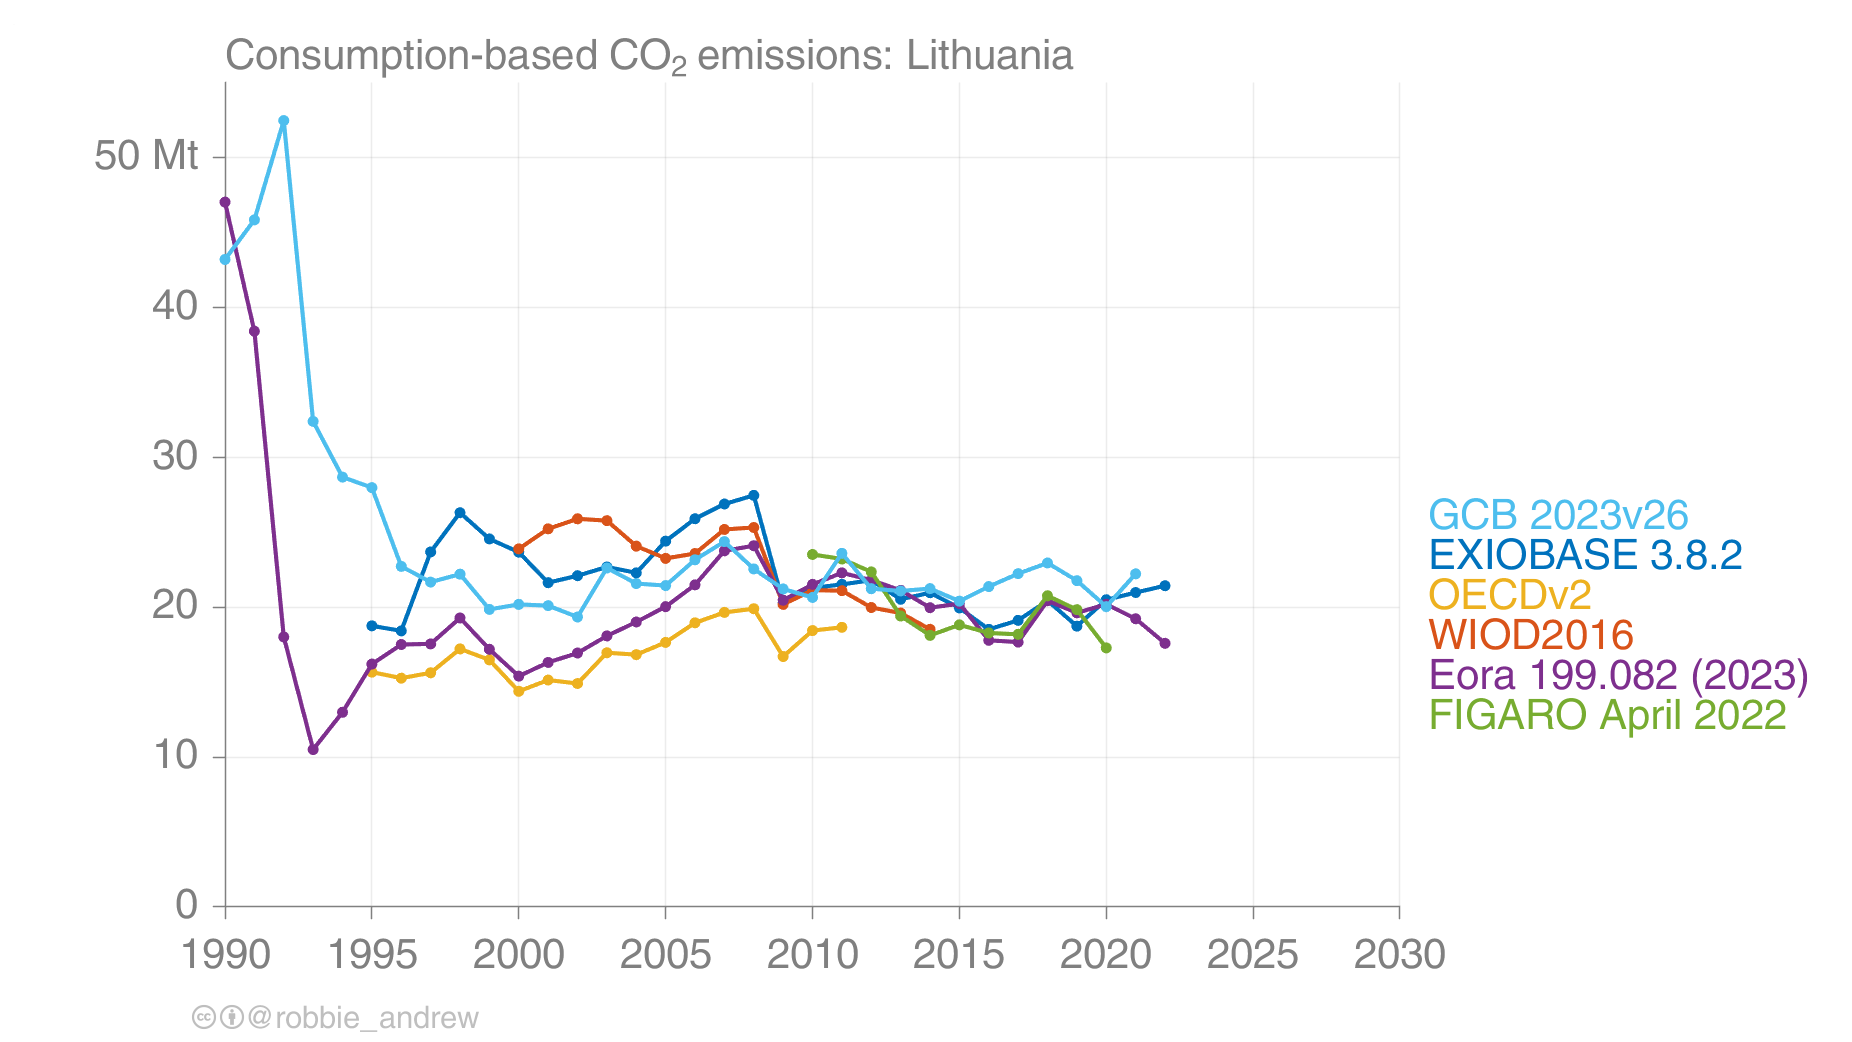 Consumption-based CO₂ emissions: Lithuania
50 Mt
40
30
20
10
0
1990 1995 2000 2005 2010 2015 2020 2025 2030
GCB 2023v26
EXIOBASE 3.8.2
OECDv2
WIOD2016
Eora 199.082 (2023)
FIGARO April 2022
cc @robbie_andrew